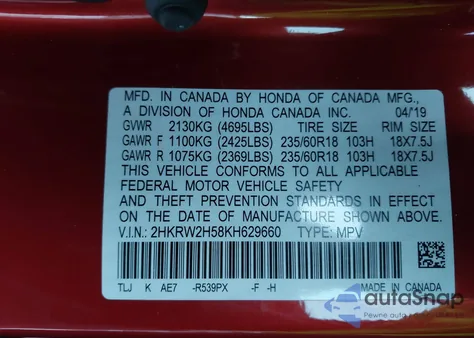 MFD. IN CANADA BY HONDA OF CANADA MFG.,
A DIVISION OF HONDA CANADA INC. 04/19
GVWR 2130KG (4695LBS) TIRE SIZE RIM SIZE
GAWR F 1100KG (2425LBS) 235/60R18 103H 18X7.5J
GAWR R 1075KG (2369LBS) 235/60R18 103H 18X7.5J
THIS VEHICLE CONFORMS TO ALL APPLICABLE
FEDERAL MOTOR VEHICLE SAFETY
AND THEFT PREVENTION STANDARDS IN EFFECT
ON THE DATE OF MANUFACTURE SHOWN ABOVE.
V.I.N.: 2HKRW2H58KH629660 TYPE: MPV
TLJ K AE7 -R539PX -F -H MADE IN CANADA
autaSnap
Pewne auto